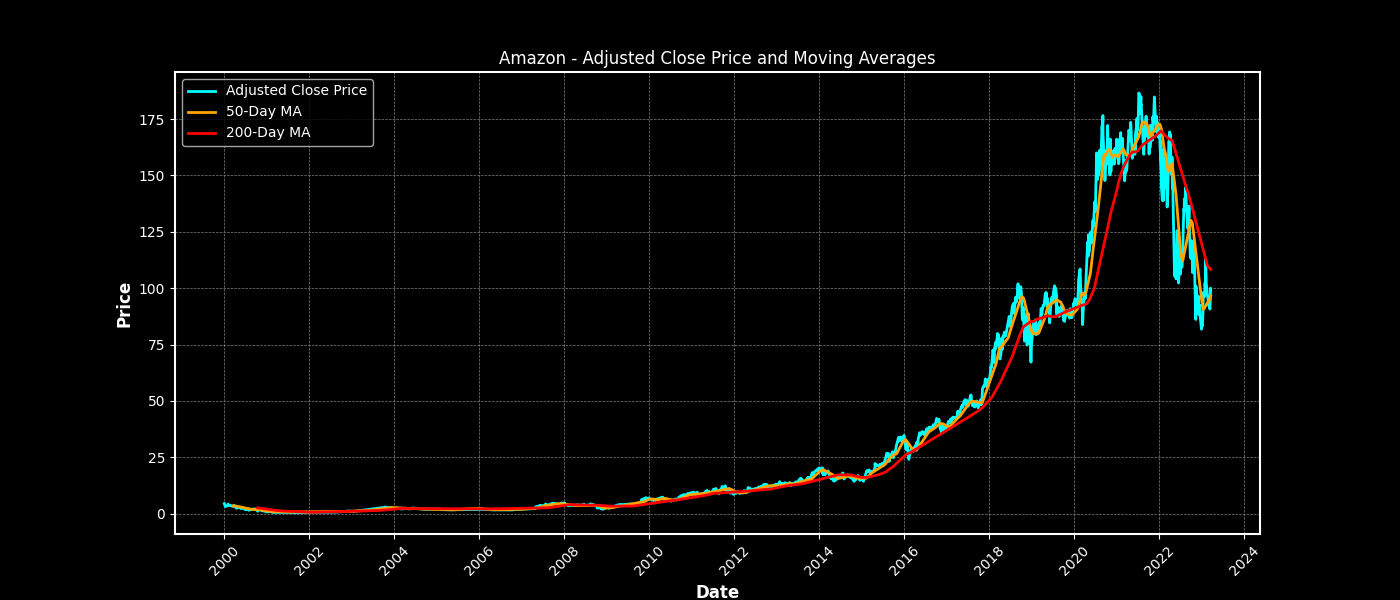 Amazon - Adjusted Close Price and Moving Averages
Adjusted Close Price
50-Day MA
200-Day MA
Price
175
150
125
100
75
50
25
0
2000 2002 2004 2006 2008 2010 2012 2014 2016 2018 2020 2022 2024
Date